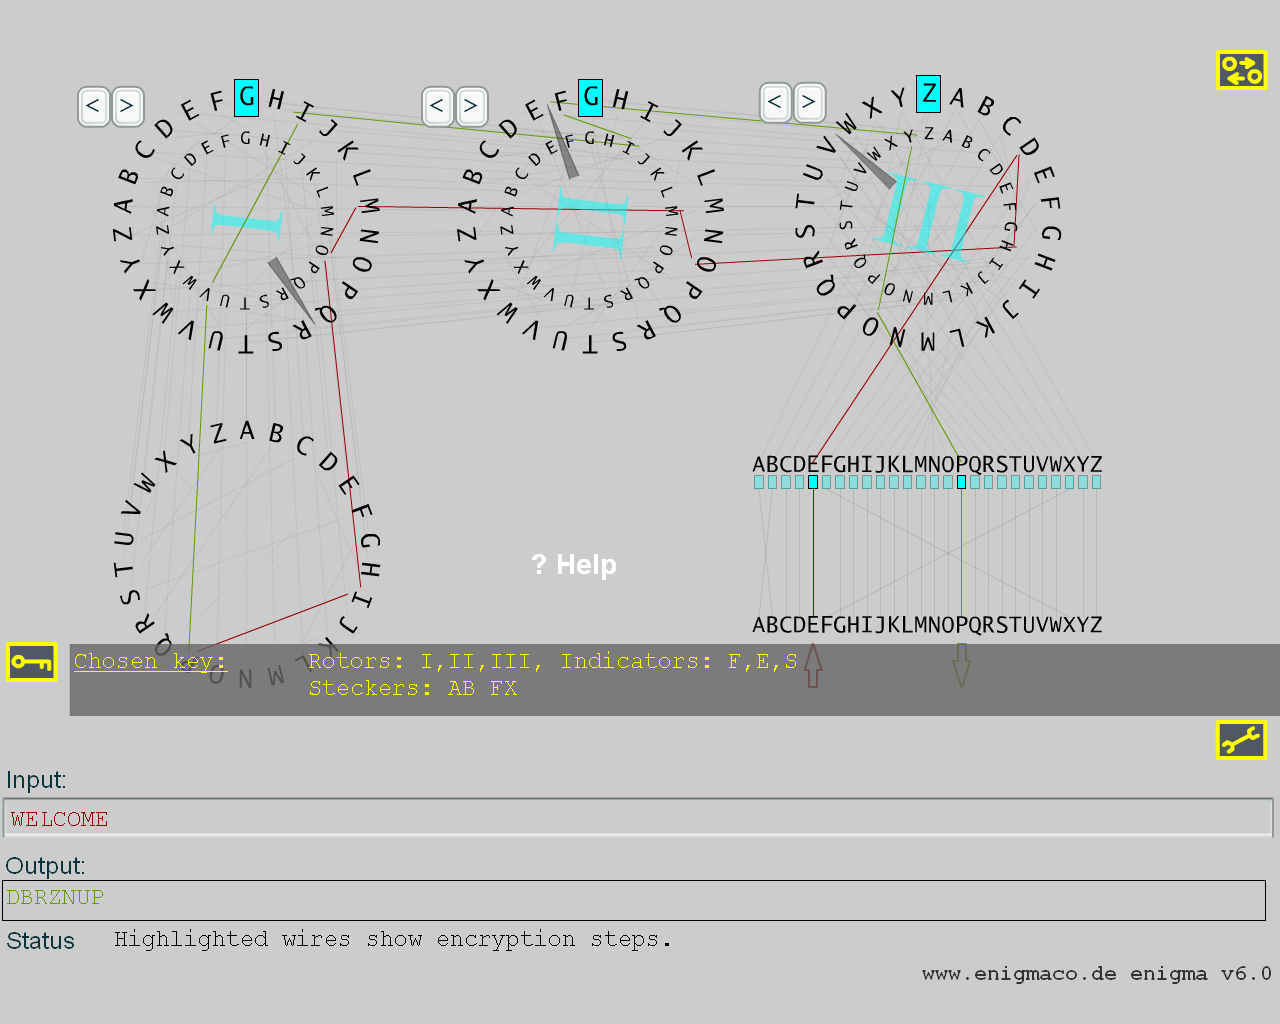 < > < > < >
G G Z
A B C D E F G H I J K L M N O P Q R S T U V W X Y Z
A B C D E F G H I J K L M N O P Q R S T U V W X Y Z
I
A B C D E F G H I J K L M N O P Q R S T U V W X Y Z
A B C D E F G H I J K L M N O P Q R S T U V W X Y Z
II
A B C D E F G H I J K L M N O P Q R S T U V W X Y Z
A B C D E F G H I J K L M N O P Q R S T U V W X Y Z
III
A B C D E F G H I J K L M N O P Q R S T U V W X Y Z
ABCDEFGHIJKLMNOPQRSTUVWXYZ
? Help
ABCDEFGHIJKLMNOPQRSTUVWXYZ
Chosen key: Rotors: I,II,III, Indicators: F,E,S
Steckers: AB FX
Input:
WELCOME
Output:
DBRZNUP
Status Highlighted wires show encryption steps.
www.enigmaco.de enigma v6.0